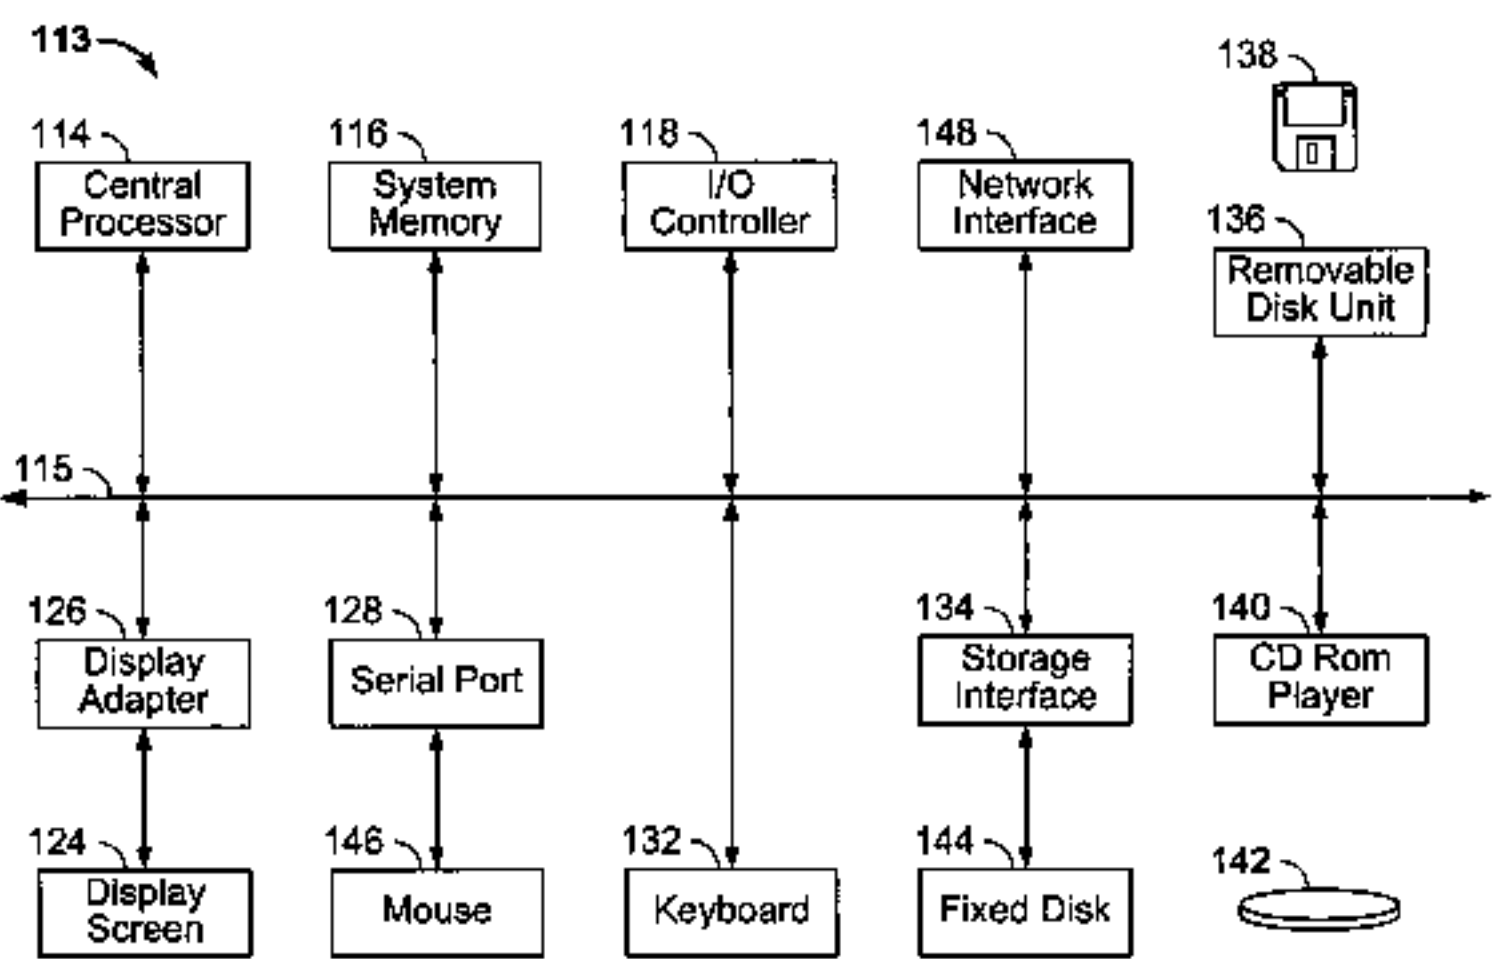 113
138
114
116
118
148
Central
Processor
System
Memory
I/O
Controller
Network
Interface
136
Removable
Disk Unit
115
126
128
134
140
Display
Adapter
Serial Port
Storage
Interface
CD Rom
Player
124
146
132
144
142
Display
Screen
Mouse
Keyboard
Fixed Disk